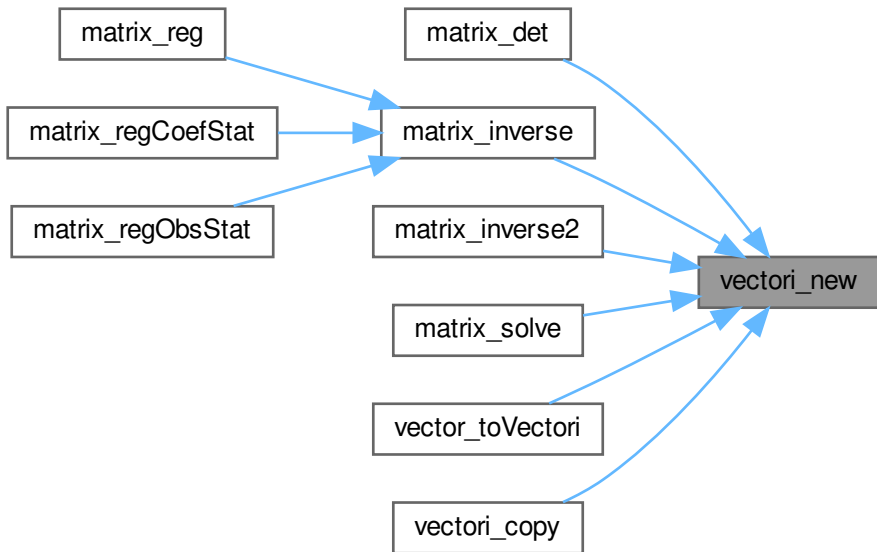 matrix_reg
matrix_det
matrix_regCoefStat
matrix_inverse
matrix_regObsStat
matrix_inverse2
vectori_new
matrix_solve
vector_toVectori
vectori_copy